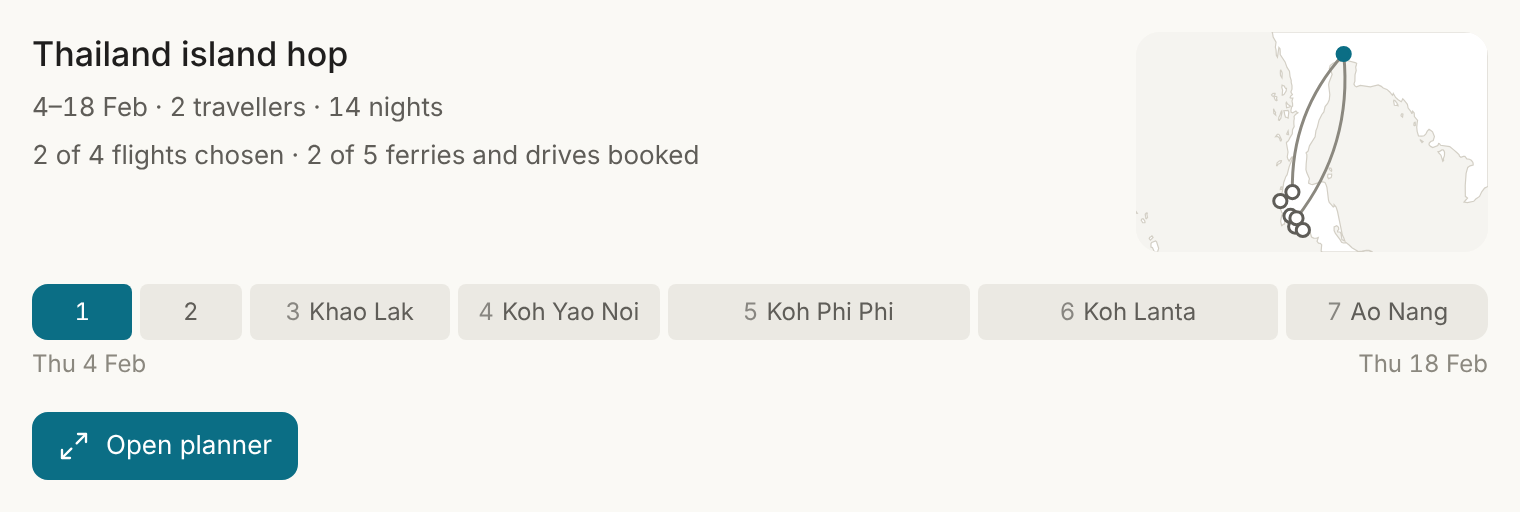 Thailand island hop
4–18 Feb · 2 travellers · 14 nights
2 of 4 flights chosen · 2 of 5 ferries and drives booked
1 2 3 Khao Lak 4 Koh Yao Noi 5 Koh Phi Phi 6 Koh Lanta 7 Ao Nang
Thu 4 Feb Thu 18 Feb
Open planner